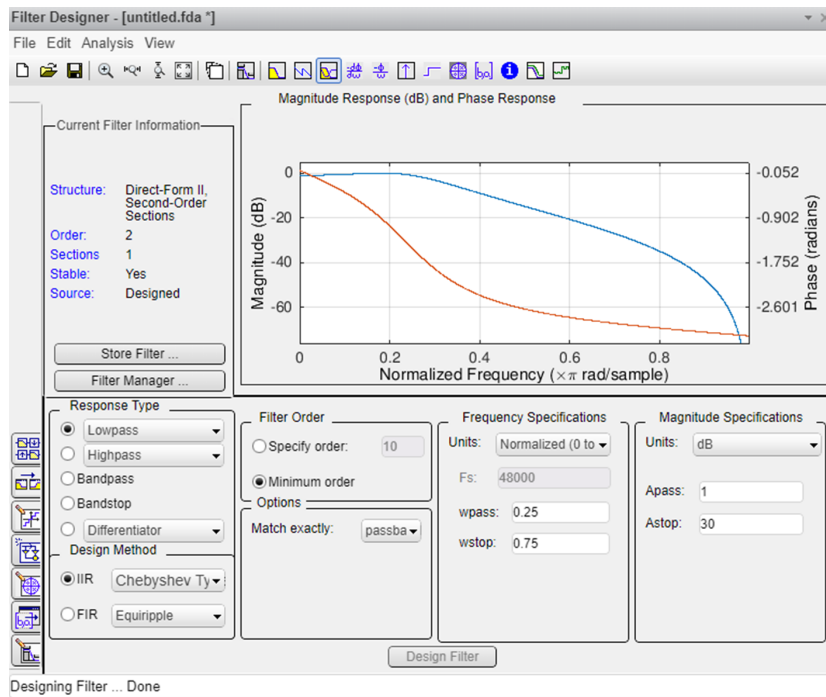 Filter Designer - [untitled.fda *]
File Edit Analysis View
Magnitude Response (dB) and Phase Response
Current Filter Information
Structure: Direct-Form II,
Second-Order
Sections
Order: 2
Sections 1
Stable: Yes
Source: Designed
Store Filter ...
Filter Manager ...
Magnitude (dB)
0
-20
-40
-60
0 0.2 0.4 0.6 0.8
Normalized Frequency (×π rad/sample)
-0.052
-0.902
-1.752
-2.601
Phase (radians)
Response Type
Lowpass
Highpass
Bandpass
Bandstop
Differentiator
Design Method
IIR Chebyshev Ty
FIR Equiripple
Filter Order
Specify order: 10
Minimum order
Options
Match exactly: passba
Frequency Specifications
Units: Normalized (0 to
Fs: 48000
wpass: 0.25
wstop: 0.75
Magnitude Specifications
Units: dB
Apass: 1
Astop: 30
Design Filter
Designing Filter ... Done